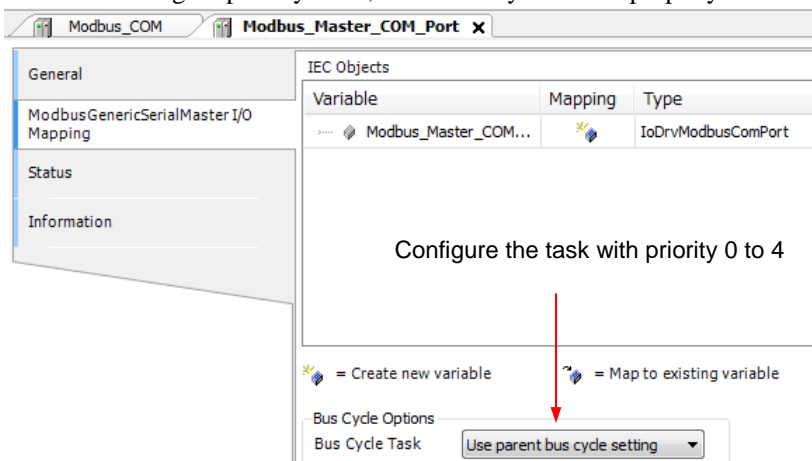 Modbus_COM Modbus_Master_COM_Port x
General
ModbusGenericSerialMaster I/O
Mapping
Status
Information
IEC Objects
Variable Mapping Type
Modbus_Master_COM... IoDrvModbusComPort
Configure the task with priority 0 to 4
= Create new variable = Map to existing variable
Bus Cycle Options
Bus Cycle Task Use parent bus cycle setting